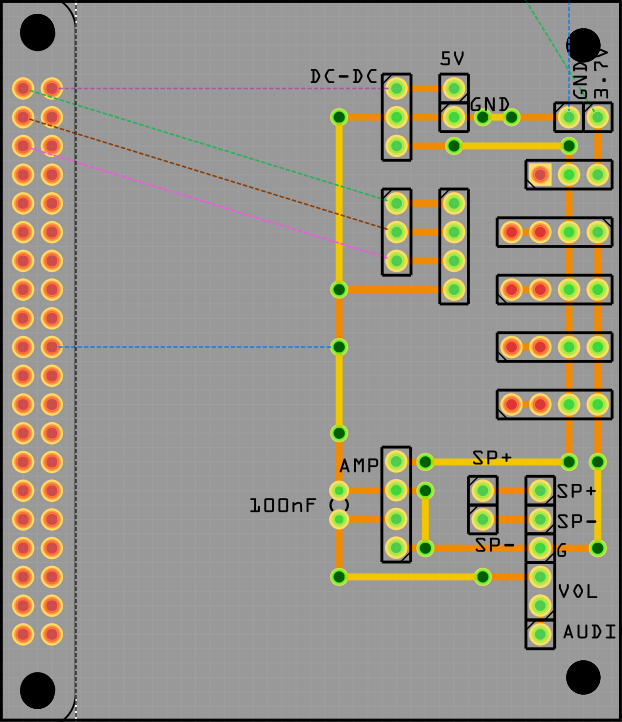 5V
GND
3.7V
DC-DC
GND
SP+
AMP
SP+
100nF
SP-
SP-
G
VOL
AUDI